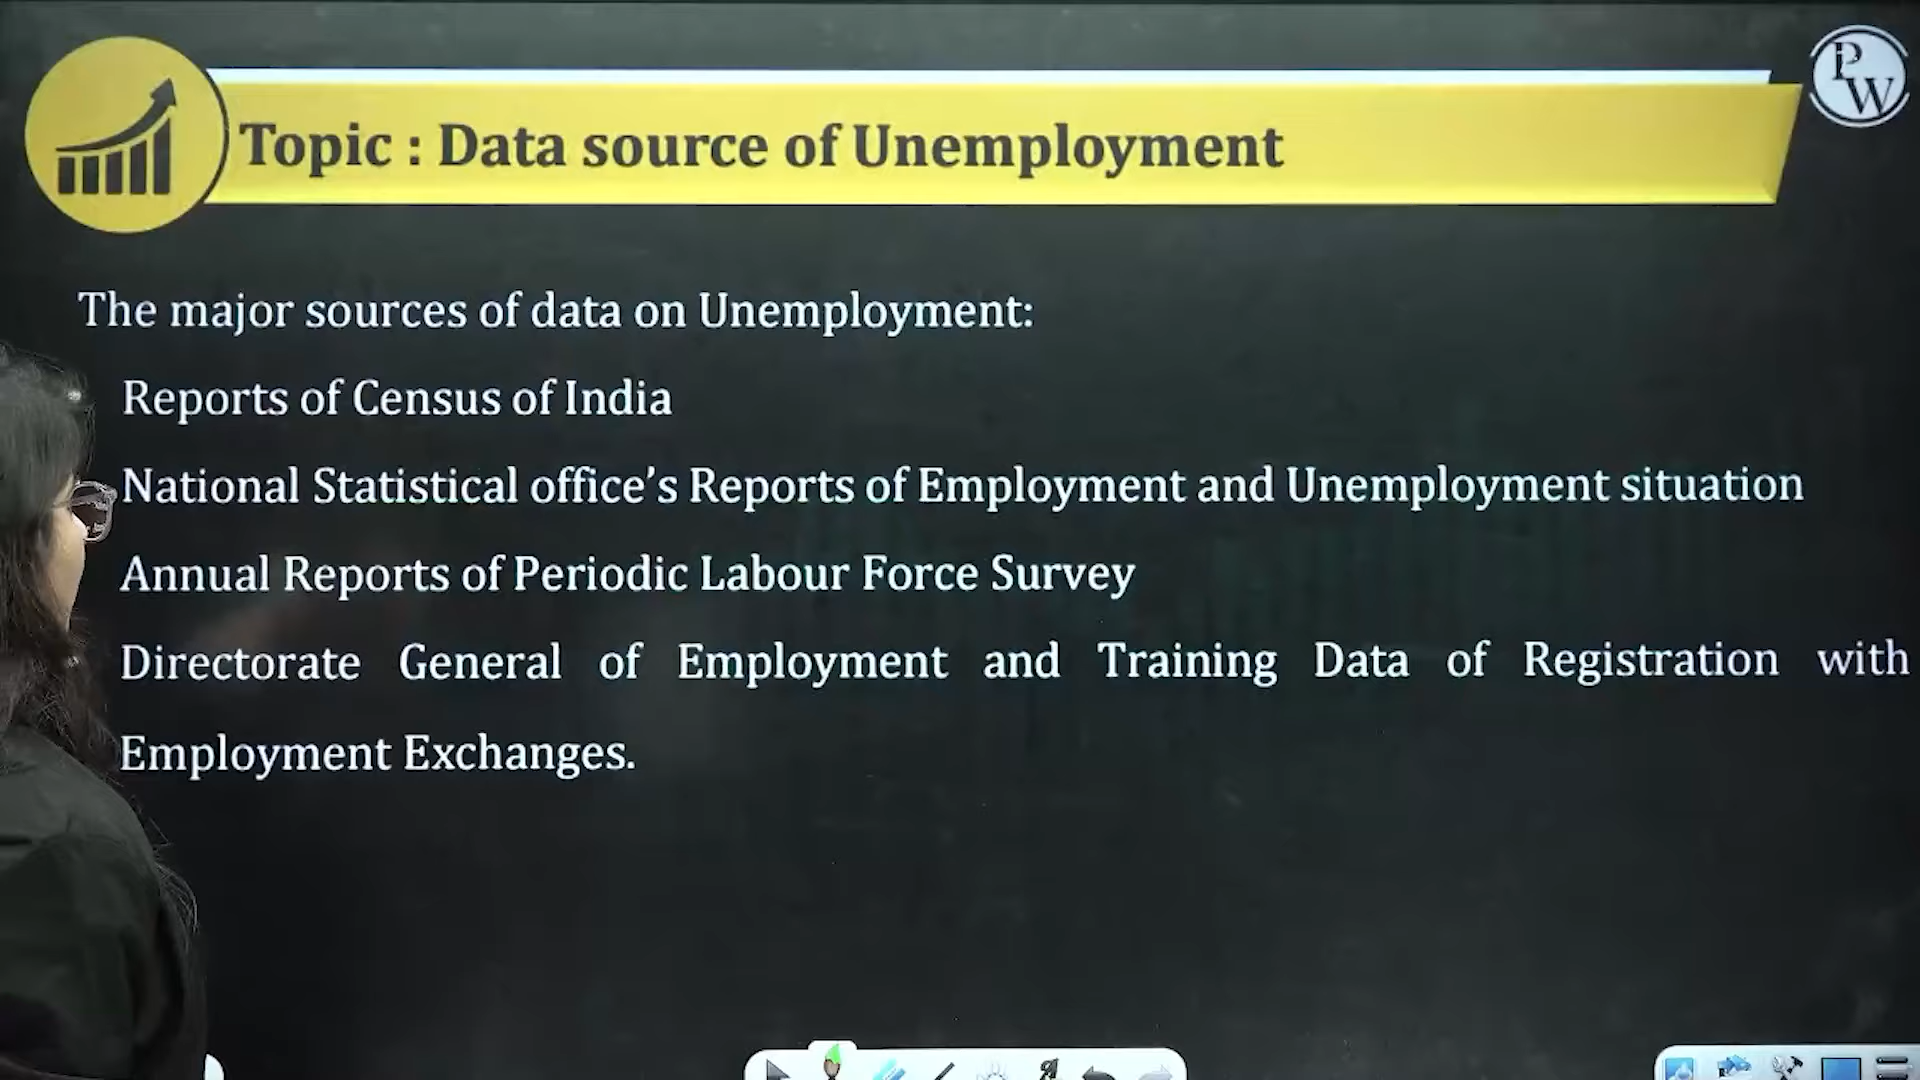 PW
Topic : Data source of Unemployment
The major sources of data on Unemployment:
Reports of Census of India
National Statistical office’s Reports of Employment and Unemployment situation
Annual Reports of Periodic Labour Force Survey
Directorate General of Employment and Training Data of Registration with
Employment Exchanges.